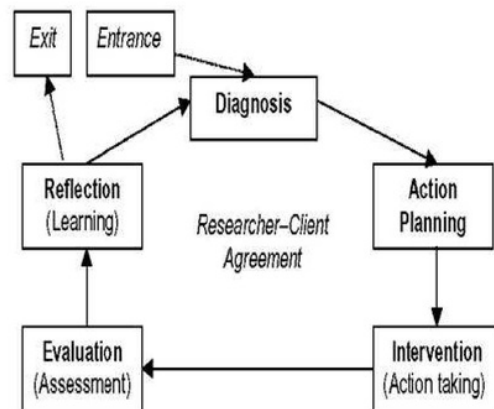 Exit
Entrance
Diagnosis
Reflection
(Learning)
Researcher–Client
Agreement
Action
Planning
Evaluation
(Assessment)
Intervention
(Action taking)